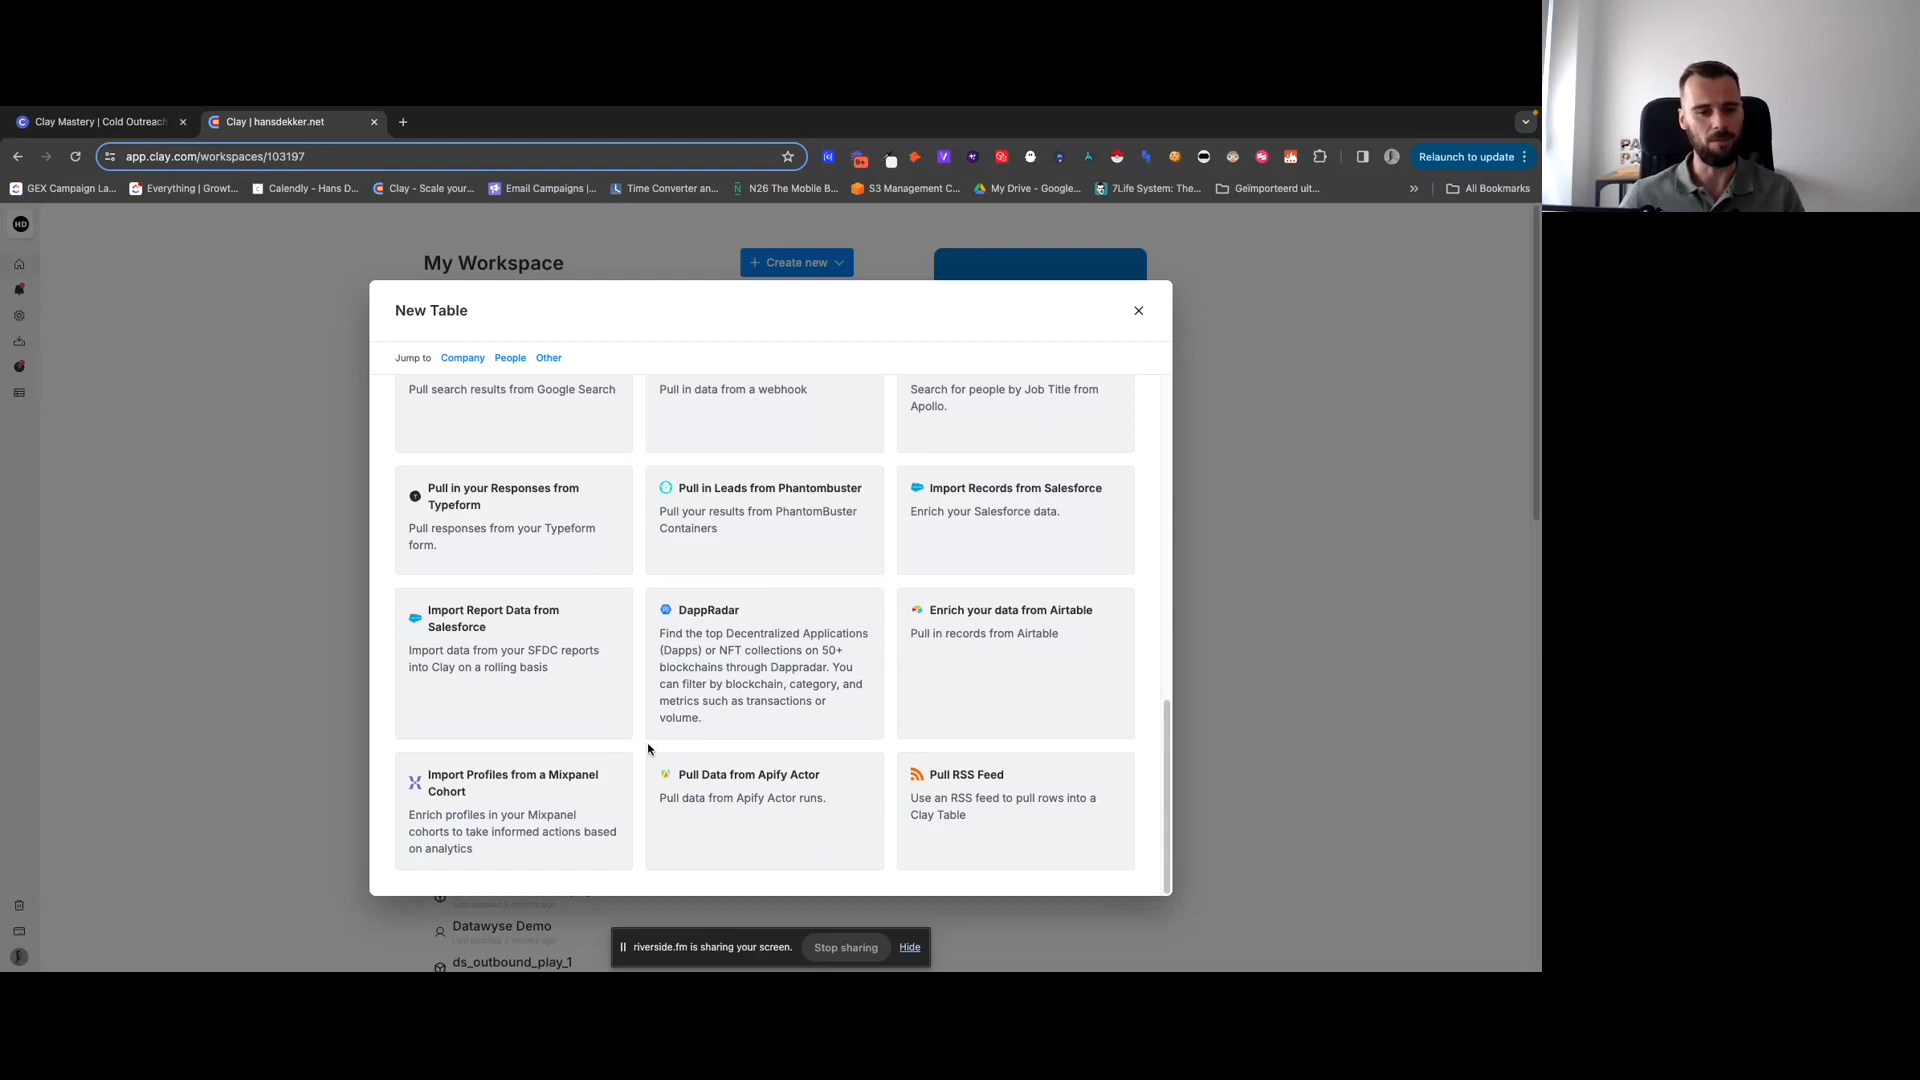 Clay Mastery | Cold Outreach
Clay | hansdekker.net
app.clay.com/workspaces/103197
9+
Relaunch to update
GEX Campaign La...
Everything | Growt...
Calendly - Hans D...
Clay - Scale your...
Email Campaigns |...
Time Converter an...
N26 The Mobile B...
S3 Management C...
My Drive - Google...
7Life System: The...
Geïmporteerd uit...
All Bookmarks
HD
My Workspace
Create new
New Table
Jump to Company People Other
Pull search results from Google Search
Pull in data from a webhook
Search for people by Job Title from
Apollo.
Pull in your Responses from
Typeform
Pull responses from your Typeform
form.
Pull in Leads from Phantombuster
Pull your results from PhantomBuster
Containers
Import Records from Salesforce
Enrich your Salesforce data.
Import Report Data from
Salesforce
Import data from your SFDC reports
into Clay on a rolling basis
DappRadar
Find the top Decentralized Applications
(Dapps) or NFT collections on 50+
blockchains through Dappradar. You
can filter by blockchain, category, and
metrics such as transactions or
volume.
Enrich your data from Airtable
Pull in records from Airtable
Import Profiles from a Mixpanel
Cohort
Enrich profiles in your Mixpanel
cohorts to take informed actions based
on analytics
Pull Data from Apify Actor
Pull data from Apify Actor runs.
Pull RSS Feed
Use an RSS feed to pull rows into a
Clay Table
Datawyse Demo
ds_outbound_play_1
riverside.fm is sharing your screen.
Stop sharing
Hide